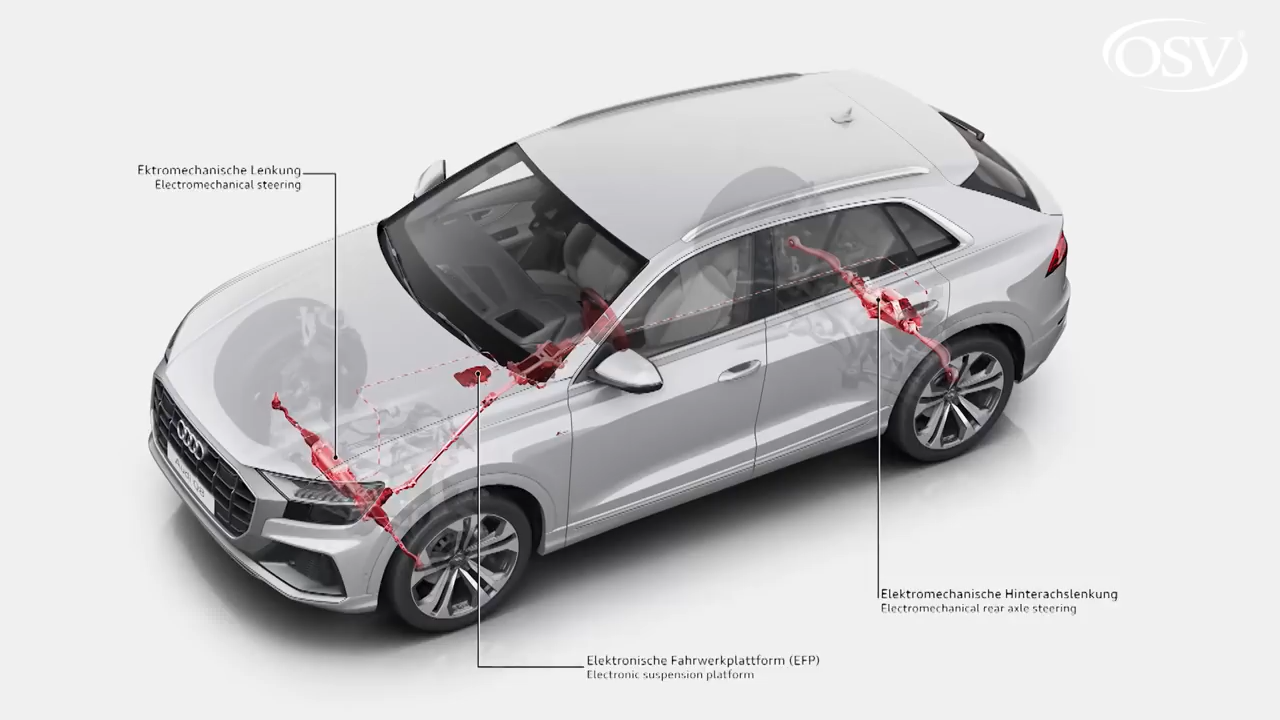 OSV
Ektromechanische Lenkung
Electromechanical steering
Elektromechanische Hinterachslenkung
Electromechanical rear axle steering
Elektronische Fahrwerkplattform (EFP)
Electronic suspension platform